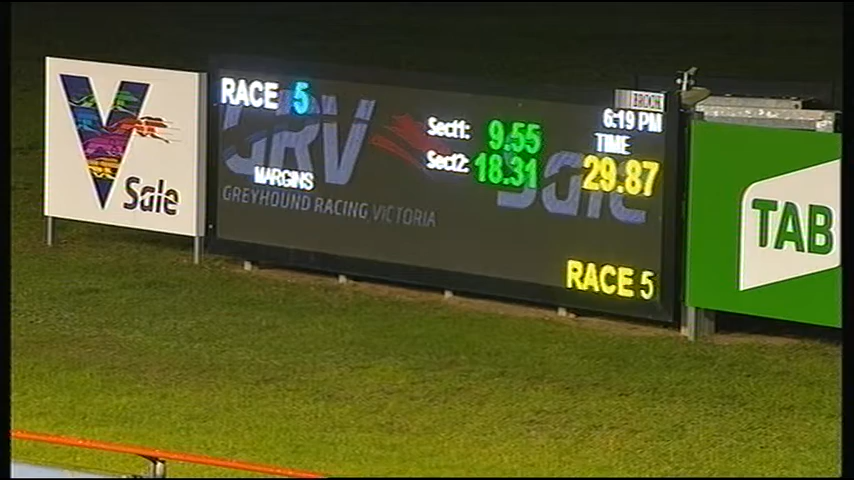 V
Sale
RACE 5
GRV
MARGINS
GREYHOUND RACING VICTORIA
Sect1: 9.55
Sect2: 18.31
Sale
BROOK
6:19 PM
TIME
29.87
RACE 5
TAB